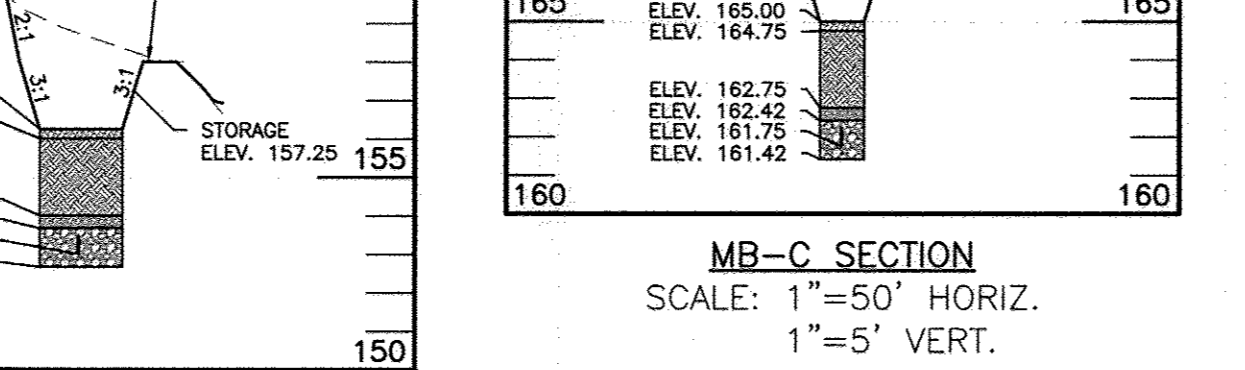 2:1
3:1
3:1
STORAGE
ELEV. 157.25
155
150
165
165
ELEV. 165.00
ELEV. 164.75
ELEV. 162.75
ELEV. 162.42
ELEV. 161.75
ELEV. 161.42
160
160
MB-C SECTION
SCALE: 1"=50' HORIZ.
1"=5' VERT.